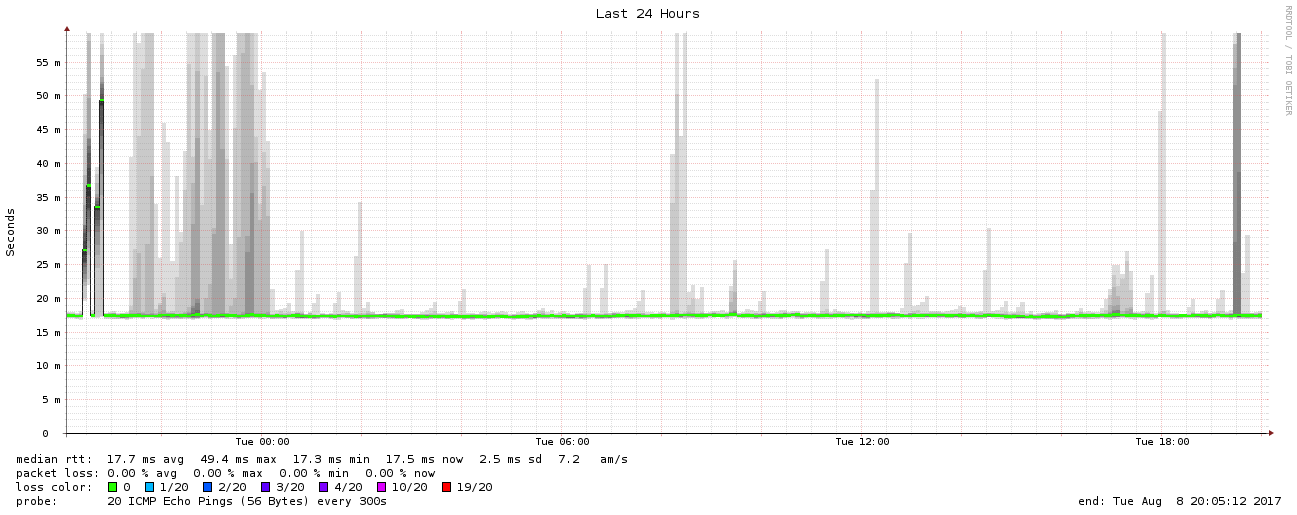 Last 24 Hours
RRDTOOL / TOBI OETIKER
Seconds
55 m
50 m
45 m
40 m
35 m
30 m
25 m
20 m
15 m
10 m
5 m
0
Tue 00:00 Tue 06:00 Tue 12:00 Tue 18:00
median rtt: 17.7 ms avg 49.4 ms max 17.3 ms min 17.5 ms now 2.5 ms sd 7.2 am/s
packet loss: 0.00 % avg 0.00 % max 0.00 % min 0.00 % now
loss color: 0 1/20 2/20 3/20 4/20 10/20 19/20
probe: 20 ICMP Echo Pings (56 Bytes) every 300s end: Tue Aug 8 20:05:12 2017